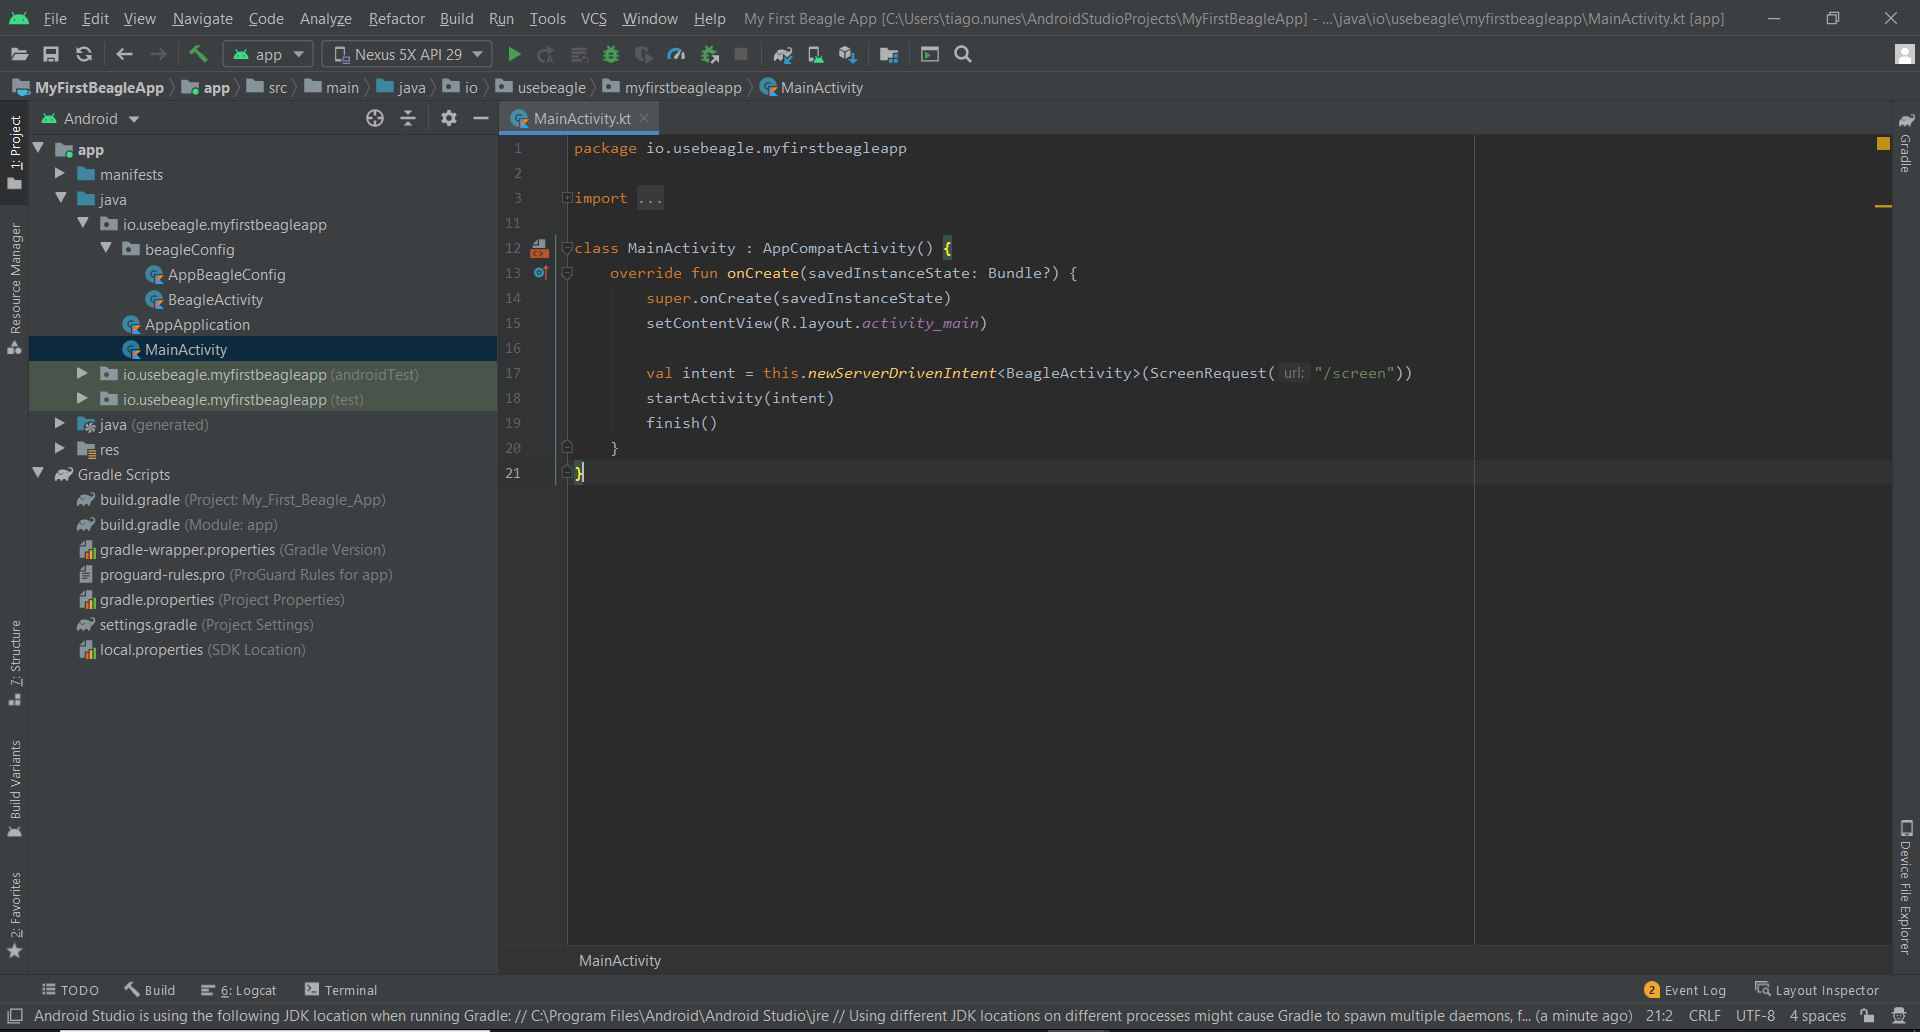 File Edit View Navigate Code Analyze Refactor Build Run Tools VCS Window Help My First Beagle App [C:\Users\tiago.nunes\AndroidStudioProjects\MyFirstBeagleApp] - ...\java\io\usebeagle\myfirstbeagleapp\MainActivity.kt [app]
app Nexus 5X API 29
MyFirstBeagleApp app src main java io usebeagle myfirstbeagleapp MainActivity
Android
MainActivity.kt
1: Project
Resource Manager
7: Structure
Build Variants
2: Favorites
app
manifests
java
io.usebeagle.myfirstbeagleapp
beagleConfig
AppBeagleConfig
BeagleActivity
AppApplication
MainActivity
io.usebeagle.myfirstbeagleapp (androidTest)
io.usebeagle.myfirstbeagleapp (test)
java (generated)
res
Gradle Scripts
build.gradle (Project: My_First_Beagle_App)
build.gradle (Module: app)
gradle-wrapper.properties (Gradle Version)
proguard-rules.pro (ProGuard Rules for app)
gradle.properties (Project Properties)
settings.gradle (Project Settings)
local.properties (SDK Location)
1 package io.usebeagle.myfirstbeagleapp
2
3 import ...
11
12 class MainActivity : AppCompatActivity() {
13 override fun onCreate(savedInstanceState: Bundle?) {
14 super.onCreate(savedInstanceState)
15 setContentView(R.layout.activity_main)
16
17 val intent = this.newServerDrivenIntent<BeagleActivity>(ScreenRequest( url: "/screen"))
18 startActivity(intent)
19 finish()
20 }
21 }
MainActivity
Gradle
Device File Explorer
TODO Build 6: Logcat Terminal 2 Event Log Layout Inspector
Android Studio is using the following JDK location when running Gradle: // C:\Program Files\Android\Android Studio\jre // Using different JDK locations on different processes might cause Gradle to spawn multiple daemons, f... (a minute ago) 21:2 CRLF UTF-8 4 spaces